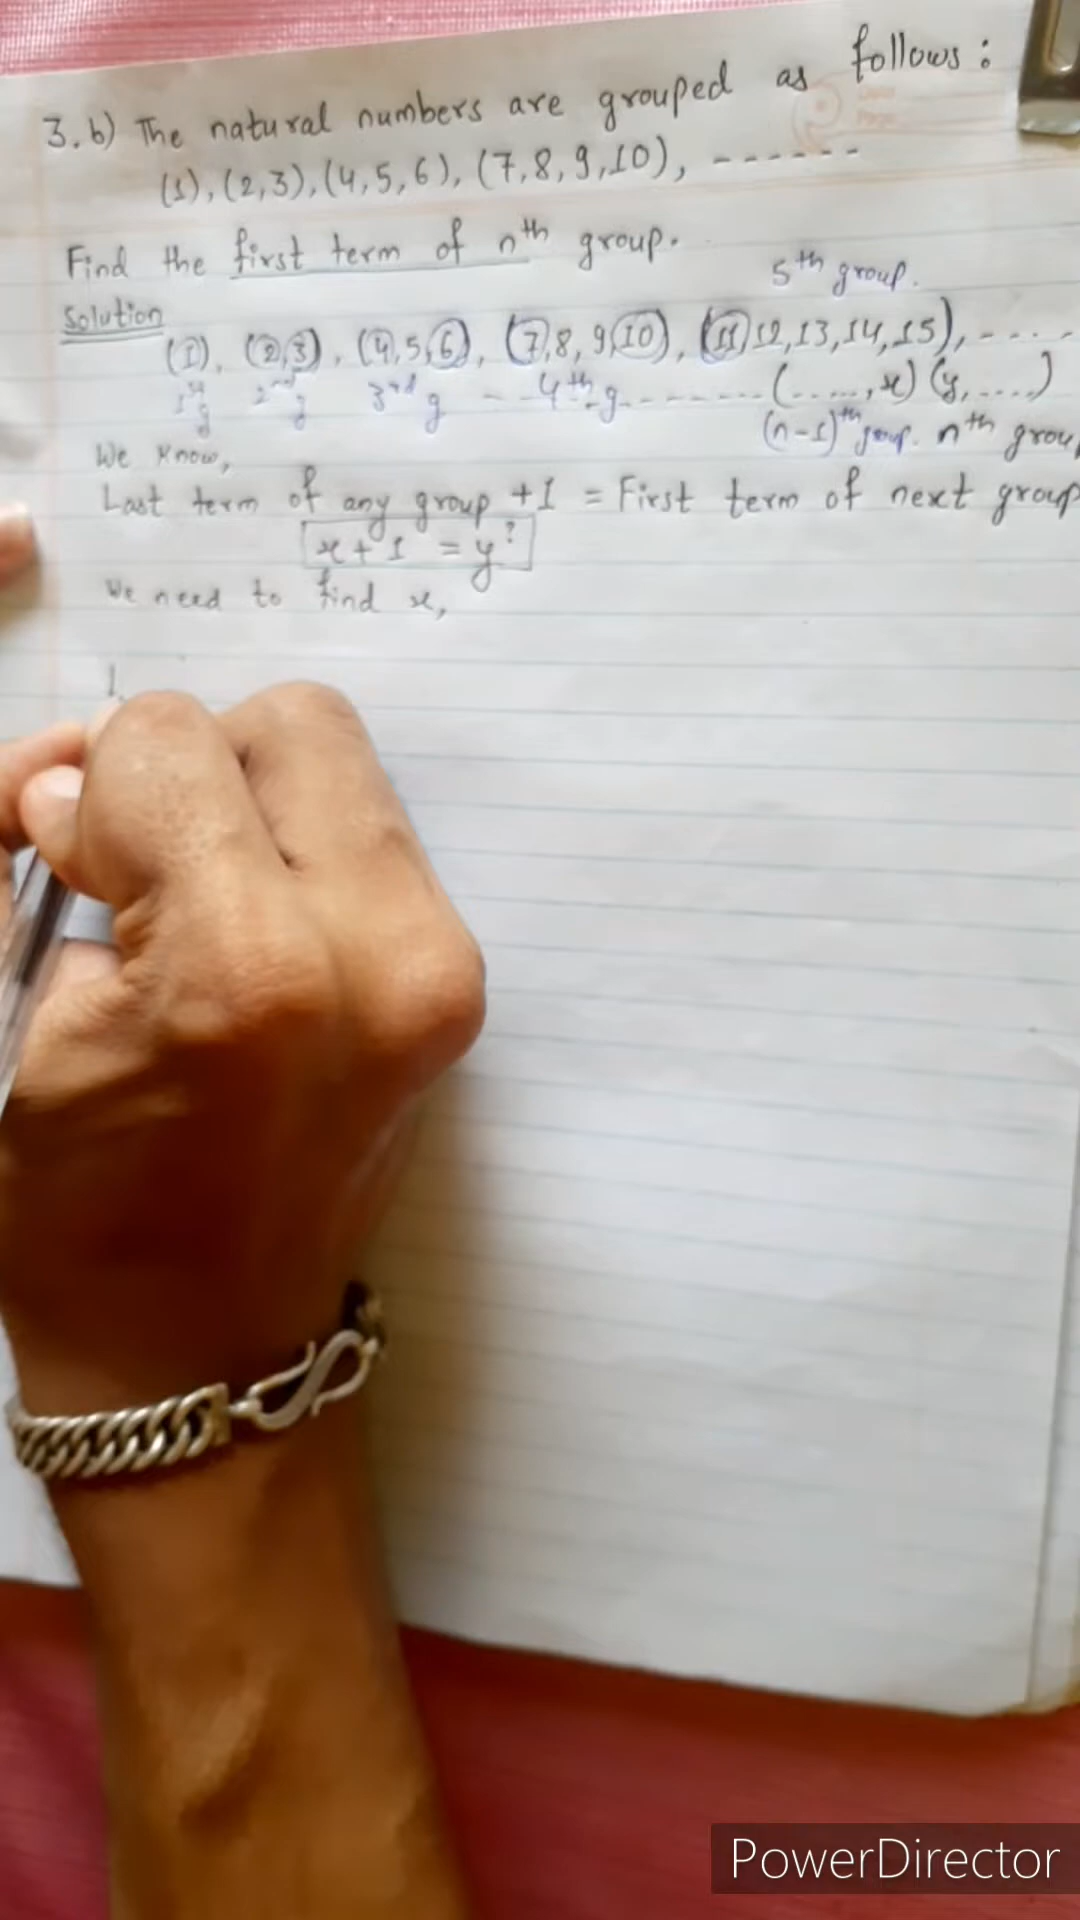 3.b) The natural numbers are grouped as follows:
(1), (2,3), (4,5,6), (7,8,9,10), ------
Find the first term of nth group.
5th group.
Solution
(1), (2,3), (4,5,6), (7,8,9,10), (11,12,13,14,15), -----
1st g 2nd g 3rd g -- 4th g ------- (....., x) (y, ....)
(n-1)th group. nth grou
We know,
Last term of any group +1 = First term of next group
x+1 = y?
We need to find x,
PowerDirector